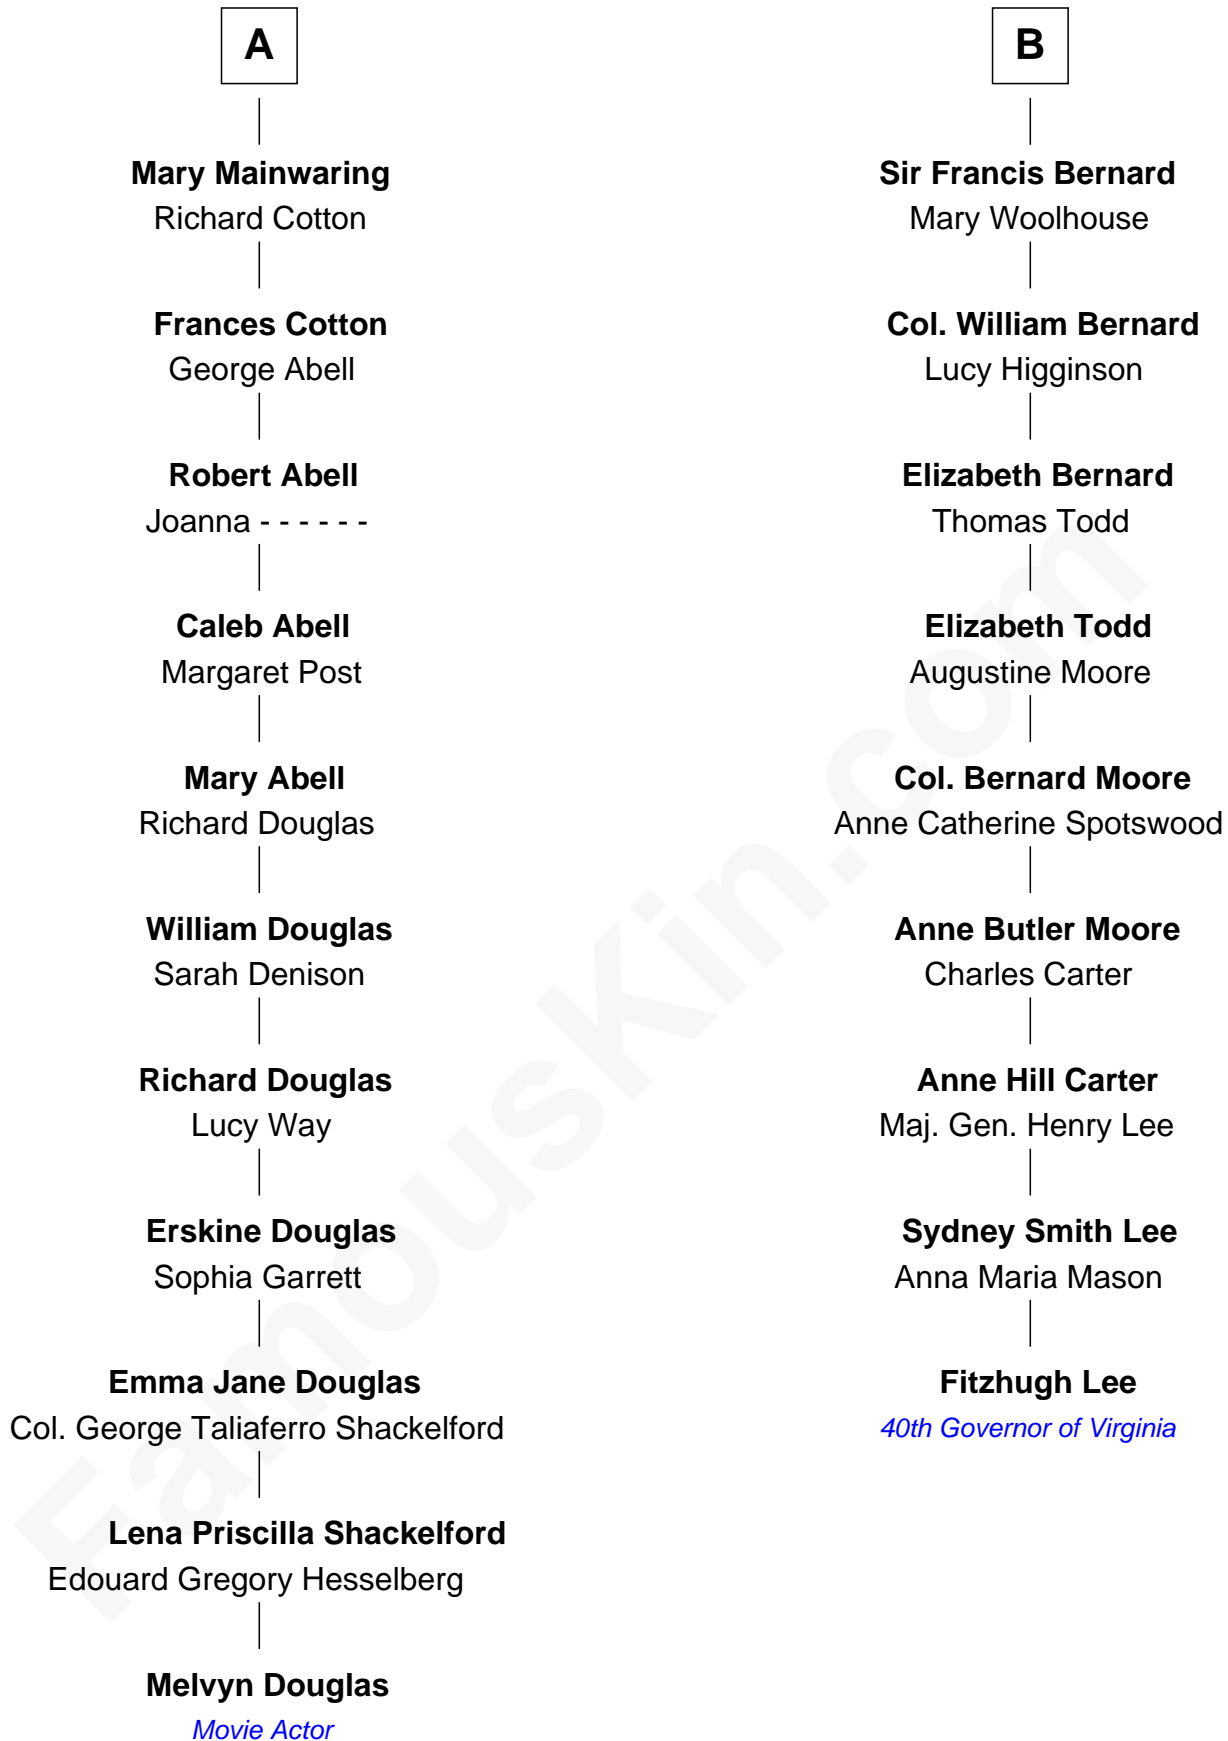 A
Mary Mainwaring
Richard Cotton
Frances Cotton
George Abell
Robert Abell
Joanna - - - - - -
Caleb Abell
Margaret Post
Mary Abell
Richard Douglas
William Douglas
Sarah Denison
Richard Douglas
Lucy Way
Erskine Douglas
Sophia Garrett
Emma Jane Douglas
Col. George Taliaferro Shackelford
Lena Priscilla Shackelford
Edouard Gregory Hesselberg
Melvyn Douglas
Movie Actor
B
Sir Francis Bernard
Mary Woolhouse
Col. William Bernard
Lucy Higginson
Elizabeth Bernard
Thomas Todd
Elizabeth Todd
Augustine Moore
Col. Bernard Moore
Anne Catherine Spotswood
Anne Butler Moore
Charles Carter
Anne Hill Carter
Maj. Gen. Henry Lee
Sydney Smith Lee
Anna Maria Mason
Fitzhugh Lee
40th Governor of Virginia
FamousKin.com